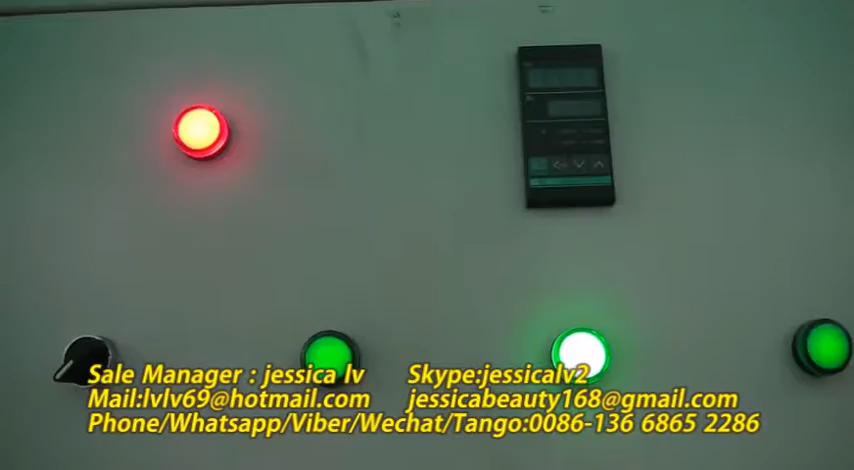 Sale Manager : jessica lv Skype:jessicalv2
Mail:lvlv69@hotmail.com jessicabeauty168@gmail.com
Phone/Whatsapp/Viber/Wechat/Tango:0086-136 6865 2286